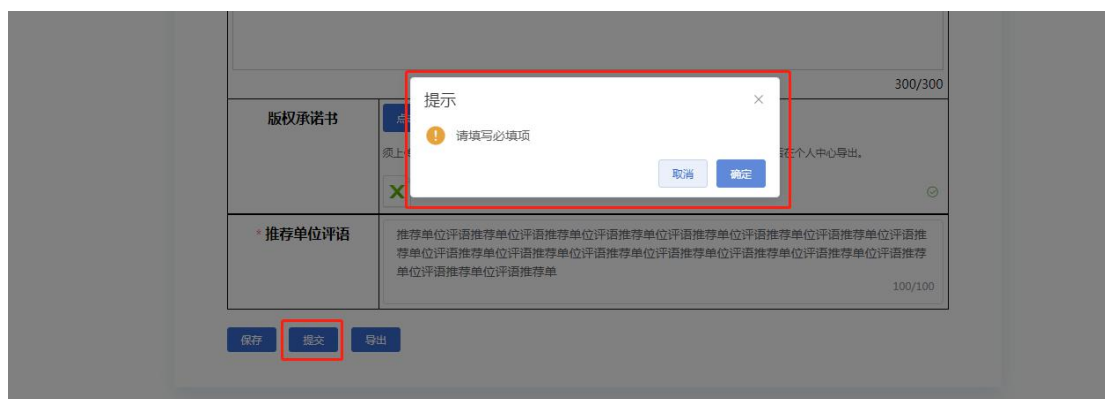 300/300
提示
请填写必填项
取消
确定
版权承诺书
点
须上
在个人中心导出。
*推荐单位评语
推荐单位评语推荐单位评语推荐单位评语推荐单位评语推荐单位评语推荐单位评语推荐单位评语推
荐单位评语推荐单位评语推荐单位评语推荐单位评语推荐单位评语推荐单位评语推荐单位评语推荐
单位评语推荐单位评语推荐单
100/100
保存
提交
导出